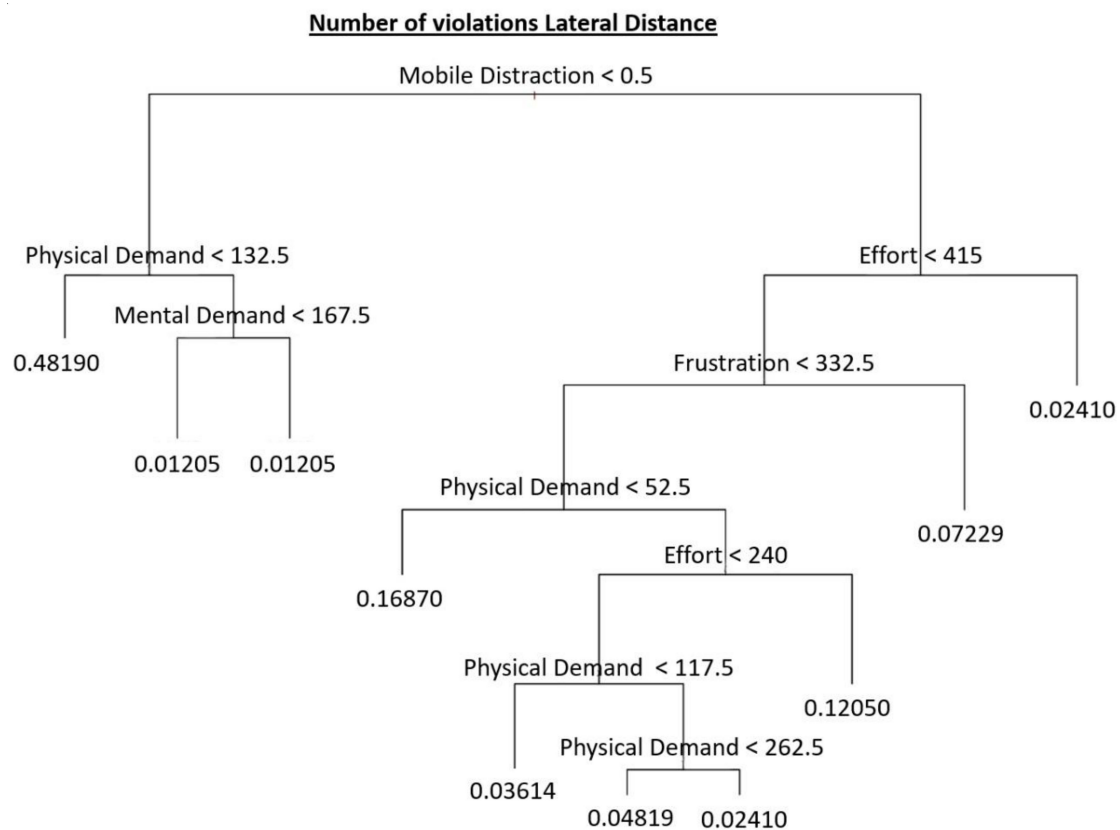 Number of violations Lateral Distance
Mobile Distraction < 0.5
Physical Demand < 132.5
Effort < 415
Mental Demand < 167.5
0.48190
Frustration < 332.5
0.02410
0.01205
0.01205
Physical Demand < 52.5
0.07229
Effort < 240
0.16870
Physical Demand < 117.5
0.12050
Physical Demand < 262.5
0.03614
0.04819
0.02410